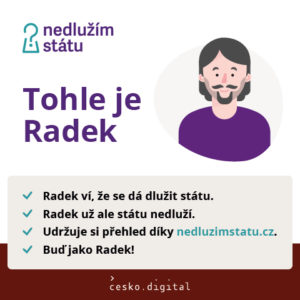 nedlužím
státu
Tohle je
Radek
Radek ví, že se dá dlužit státu.
Radek už ale státu nedluží.
Udržuje si přehled díky nedluzimstatu.cz.
Buď jako Radek!
česko.digital